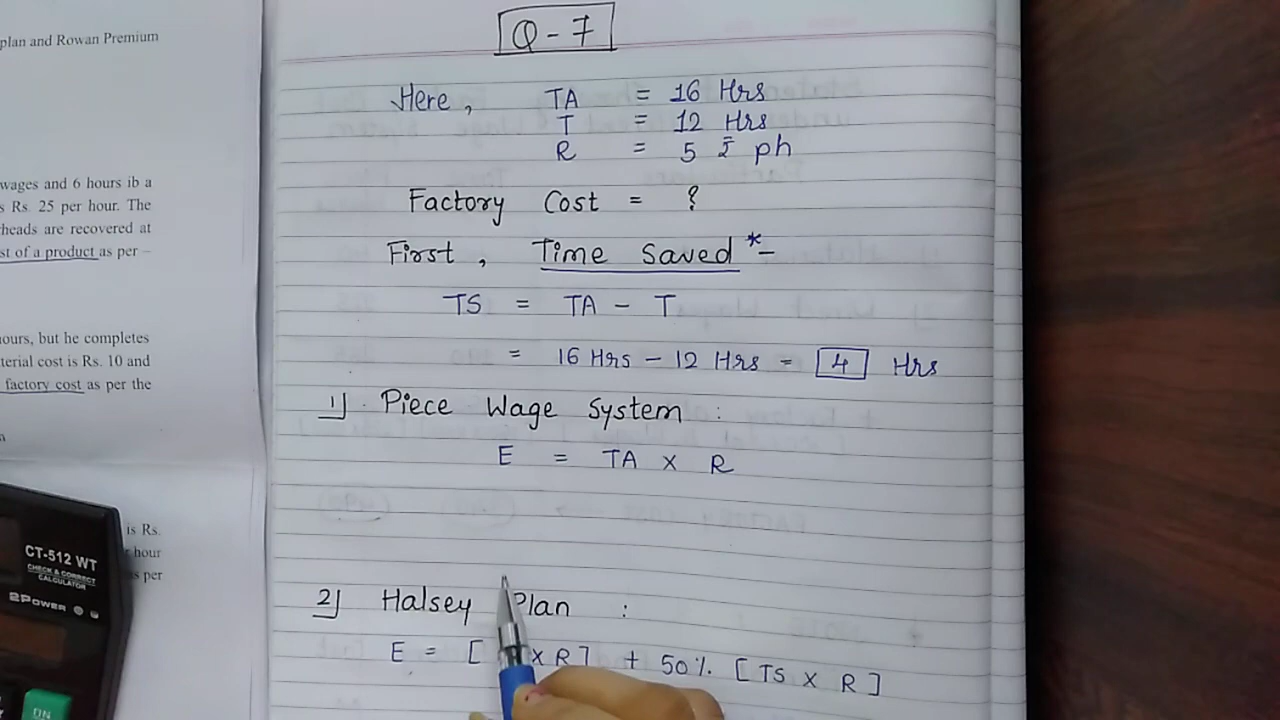 plan and Rowan Premium
wages and 6 hours ib a
s Rs. 25 per hour. The
heads are recovered at
st of a product as per –
ours, but he completes
terial cost is Rs. 10 and
factory cost as per the
is Rs.
hour
as per
CT-512 WT
CHECK & CORRECT
CALCULATOR
2POWER
ON
Q - 7
Here, TA = 16 Hrs
T = 12 Hrs
R = 5 ₹ ph
Factory Cost = ?
First, Time Saved *–
TS = TA – T
= 16 Hrs – 12 Hrs = 4 Hrs
1) Piece Wage System :
E = TA X R
2) Halsey Plan :
E = [ X R] + 50% [TS X R]